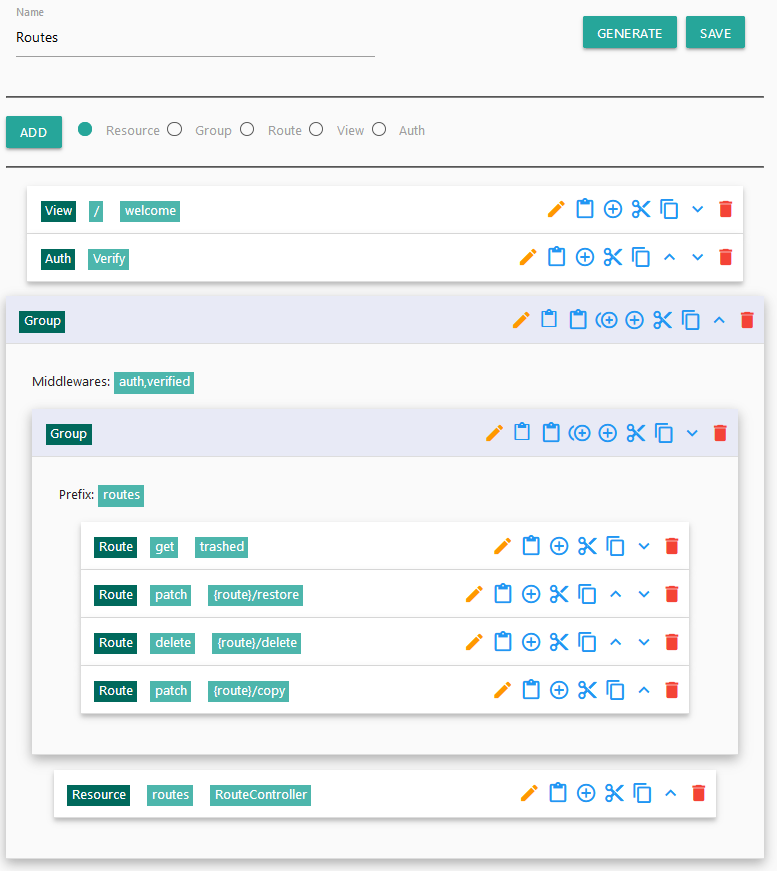 Name
Routes
GENERATE SAVE
ADD Resource Group Route View Auth
View / welcome
Auth Verify
Group
Middlewares: auth,verified
Group
Prefix: routes
Route get trashed
Route patch {route}/restore
Route delete {route}/delete
Route patch {route}/copy
Resource routes RouteController